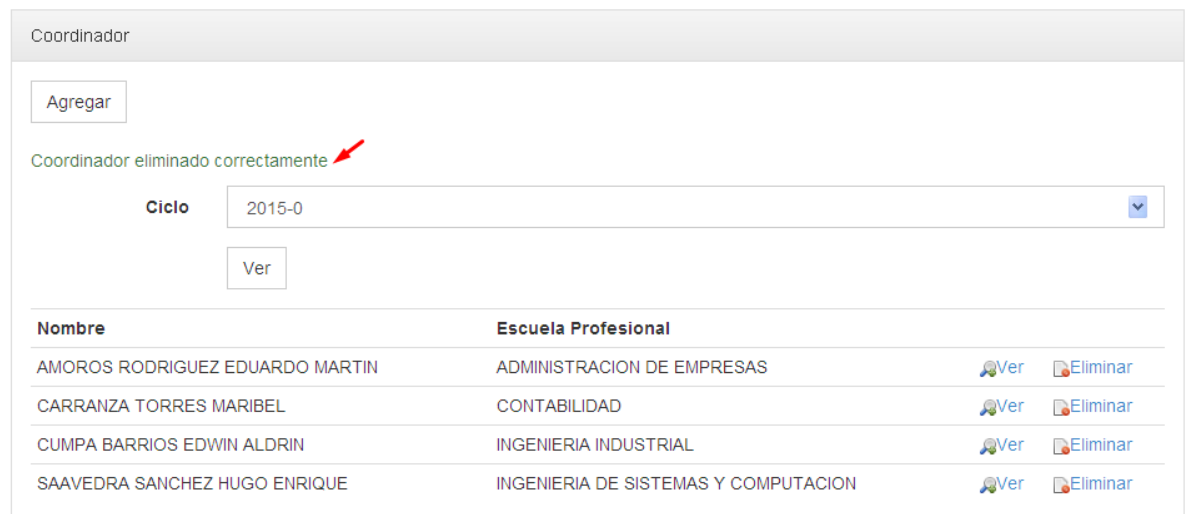 Coordinador
Agregar
Coordinador eliminado correctamente
Ciclo 2015-0
Ver
Nombre Escuela Profesional
AMOROS RODRIGUEZ EDUARDO MARTIN ADMINISTRACION DE EMPRESAS Ver Eliminar
CARRANZA TORRES MARIBEL CONTABILIDAD Ver Eliminar
CUMPA BARRIOS EDWIN ALDRIN INGENIERIA INDUSTRIAL Ver Eliminar
SAAVEDRA SANCHEZ HUGO ENRIQUE INGENIERIA DE SISTEMAS Y COMPUTACION Ver Eliminar